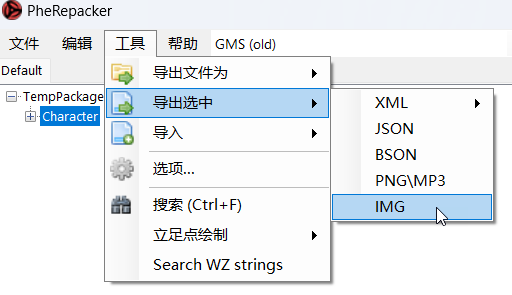 PheRepacker
文件 编辑 工具 帮助 GMS (old)
Default
TempPackage
Character
导出文件为
导出选中
导入
选项...
搜索 (Ctrl+F)
立足点绘制
Search WZ strings
XML
JSON
BSON
PNG\MP3
IMG